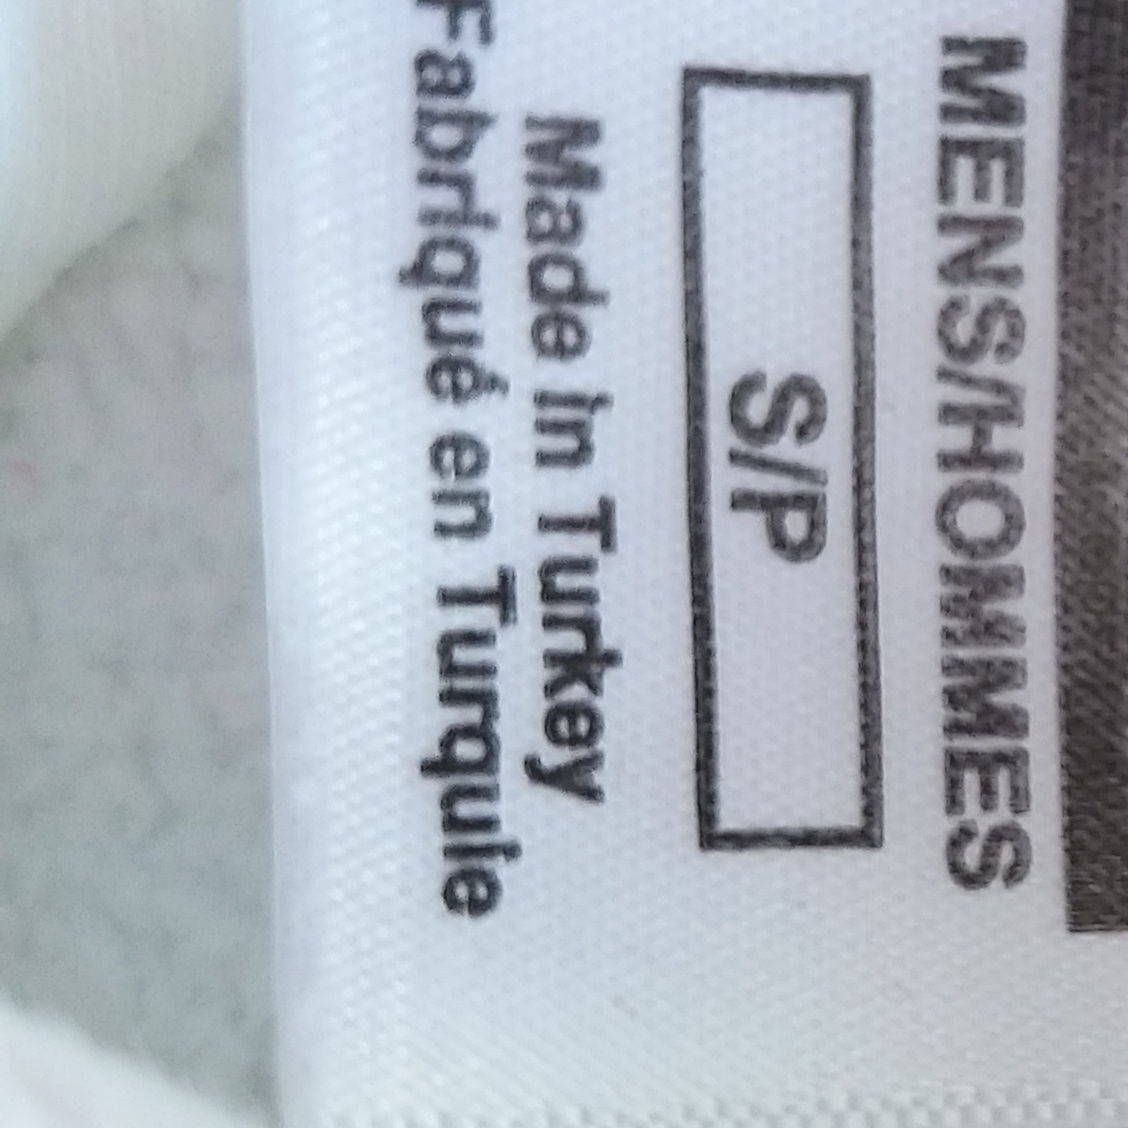 MENS/HOMMES
S/P
Made in Turkey
Fabriqué en Turquie